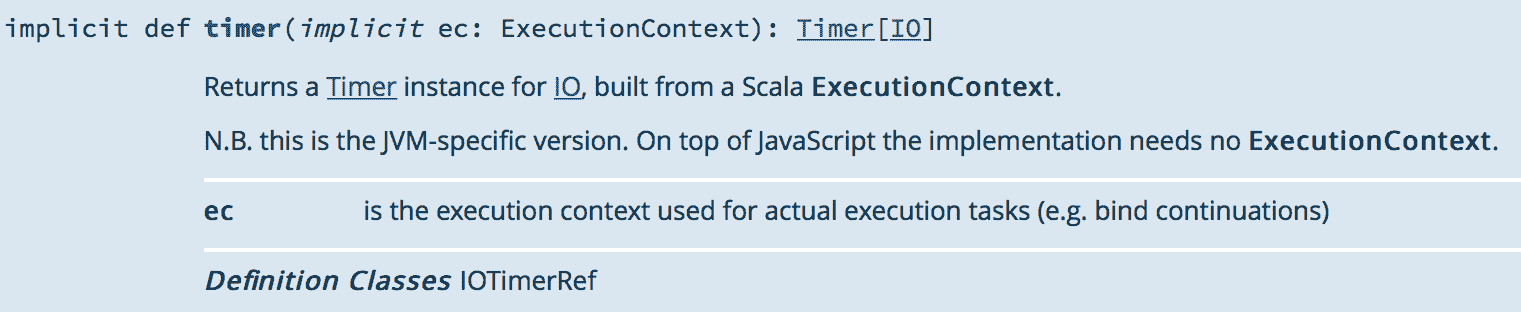 implicit def timer(implicit ec: ExecutionContext): Timer[IO]
Returns a Timer instance for IO, built from a Scala ExecutionContext.
N.B. this is the JVM-specific version. On top of JavaScript the implementation needs no ExecutionContext.
ec is the execution context used for actual execution tasks (e.g. bind continuations)
Definition Classes IOTimerRef